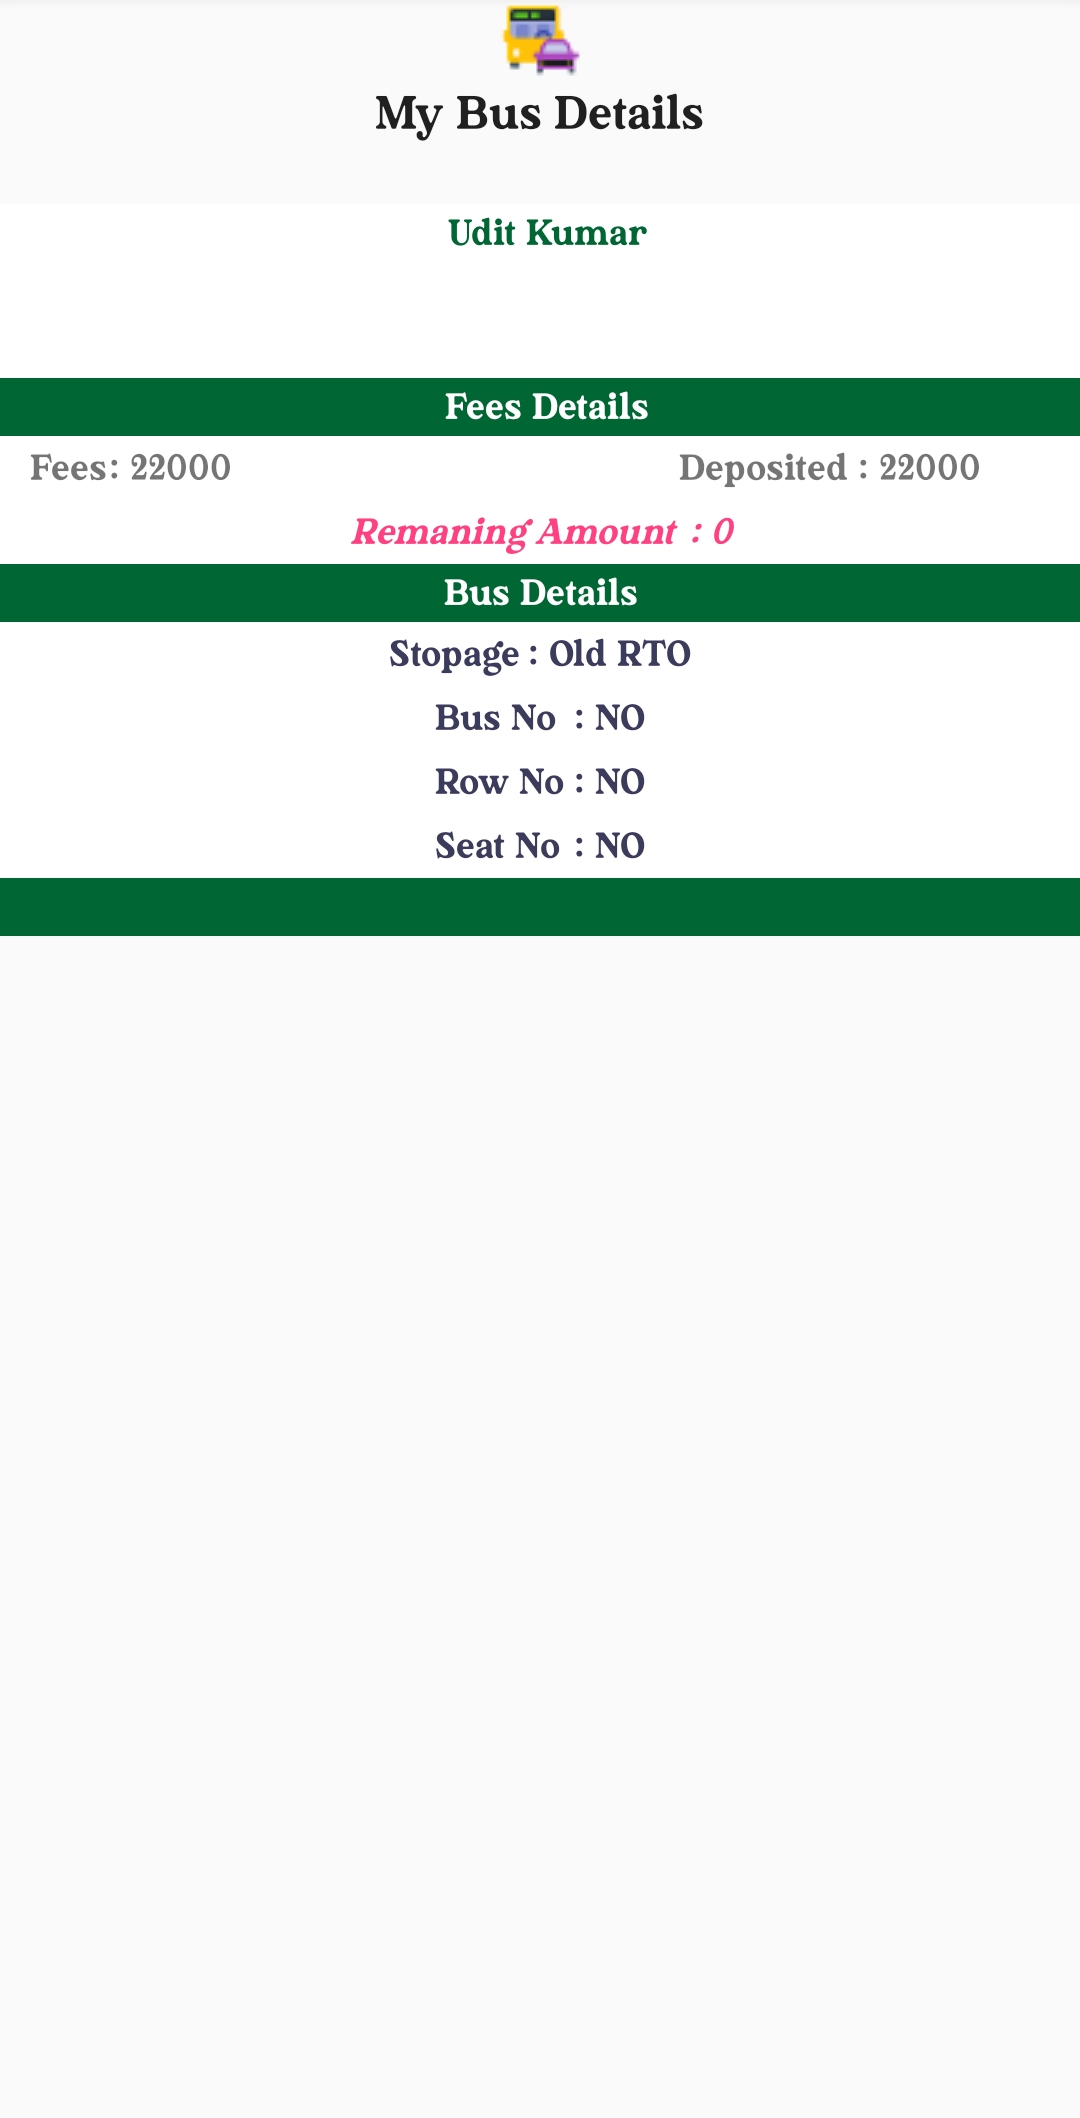 My Bus Details
Udit Kumar
Fees Details
Fees: 22000 Deposited : 22000
Remaning Amount : 0
Bus Details
Stopage : Old RTO
Bus No : NO
Row No : NO
Seat No : NO